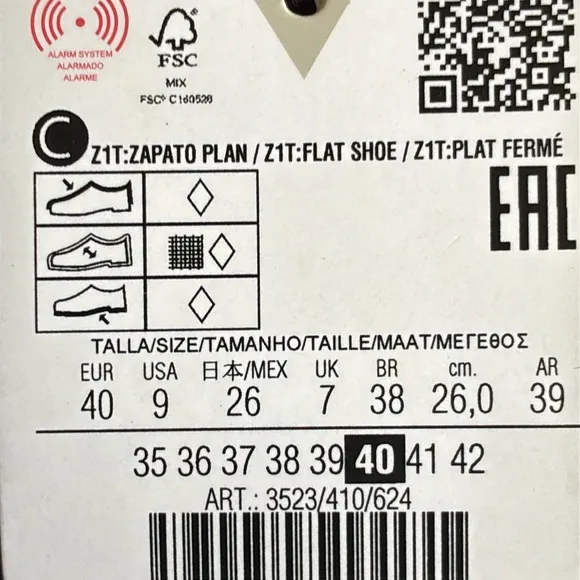 ALARM SYSTEM
ALARMADO
ALARME
FSC
MIX
FSC® C160528
C Z1T:ZAPATO PLAN / Z1T:FLAT SHOE / Z1T:PLAT FERMÉ
EAC
TALLA/SIZE/TAMANHO/TAILLE/MAAT/ΜΕΓΕΘΟΣ
EUR USA 日本/MEX UK BR cm. AR
40 9 26 7 38 26,0 39
35 36 37 38 39 40 41 42
ART.: 3523/410/624